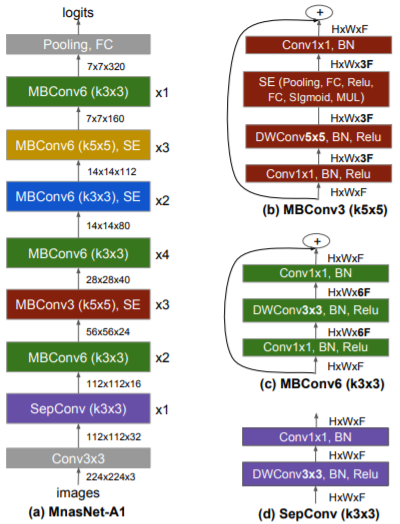 logits
Pooling, FC
7x7x320
MBConv6 (k3x3)
x1
7x7x160
MBConv6 (k5x5), SE
x3
14x14x112
MBConv6 (k3x3), SE
x2
14x14x80
MBConv6 (k3x3)
x4
28x28x40
MBConv3 (k5x5), SE
x3
56x56x24
MBConv6 (k3x3)
x2
112x112x16
SepConv (k3x3)
x1
112x112x32
Conv3x3
224x224x3
images
(a) MnasNet-A1
+
HxWxF
Conv1x1, BN
HxWx3F
SE (Pooling, FC, Relu,
FC, SIgmoid, MUL)
HxWx3F
DWConv5x5, BN, Relu
HxWx3F
Conv1x1, BN, Relu
HxWxF
(b) MBConv3 (k5x5)
+
HxWxF
Conv1x1, BN
HxWx6F
DWConv3x3, BN, Relu
HxWx6F
Conv1x1, BN, Relu
HxWxF
(c) MBConv6 (k3x3)
HxWxF
Conv1x1, BN
HxWxF
DWConv3x3, BN, Relu
HxWxF
(d) SepConv (k3x3)